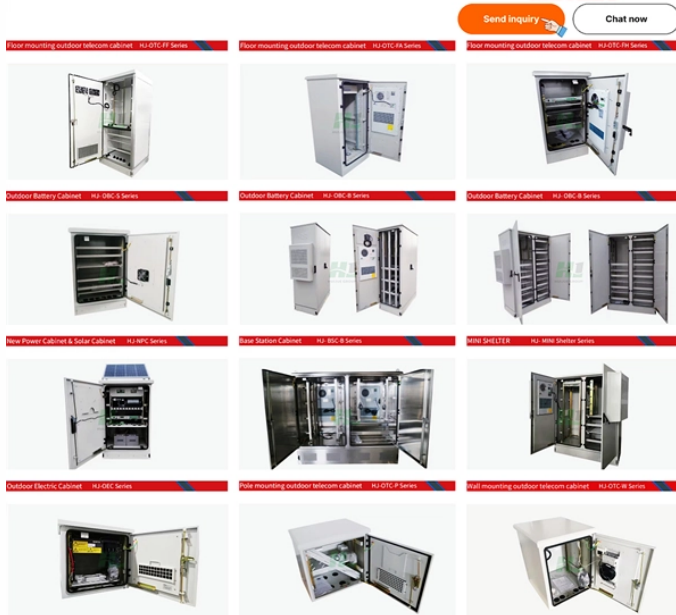 Send inquiry
Chat now
Floor mounting outdoor telecom cabinet HJ-OTC-FF Series
Floor mounting outdoor telecom cabinet HJ-OTC-FA Series
Floor mounting outdoor telecom cabinet HJ-OTC-FH Series
Outdoor Battery Cabinet HJ- OBC-S Series
Outdoor Battery Cabinet HJ- OBC-B Series
Outdoor Battery Cabinet HJ- OBC-B Series
New Power Cabinet & Solar Cabinet HJ-NPC Series
Base Station Cabinet HJ- BSC-B Series
MINI SHELTER HJ- MINI Shelter Series
Outdoor Electric Cabinet HJ-OEC Series
Pole mounting outdoor telecom cabinet HJ-OTC-P Series
Wall mounting outdoor telecom cabinet HJ-OTC-W Series